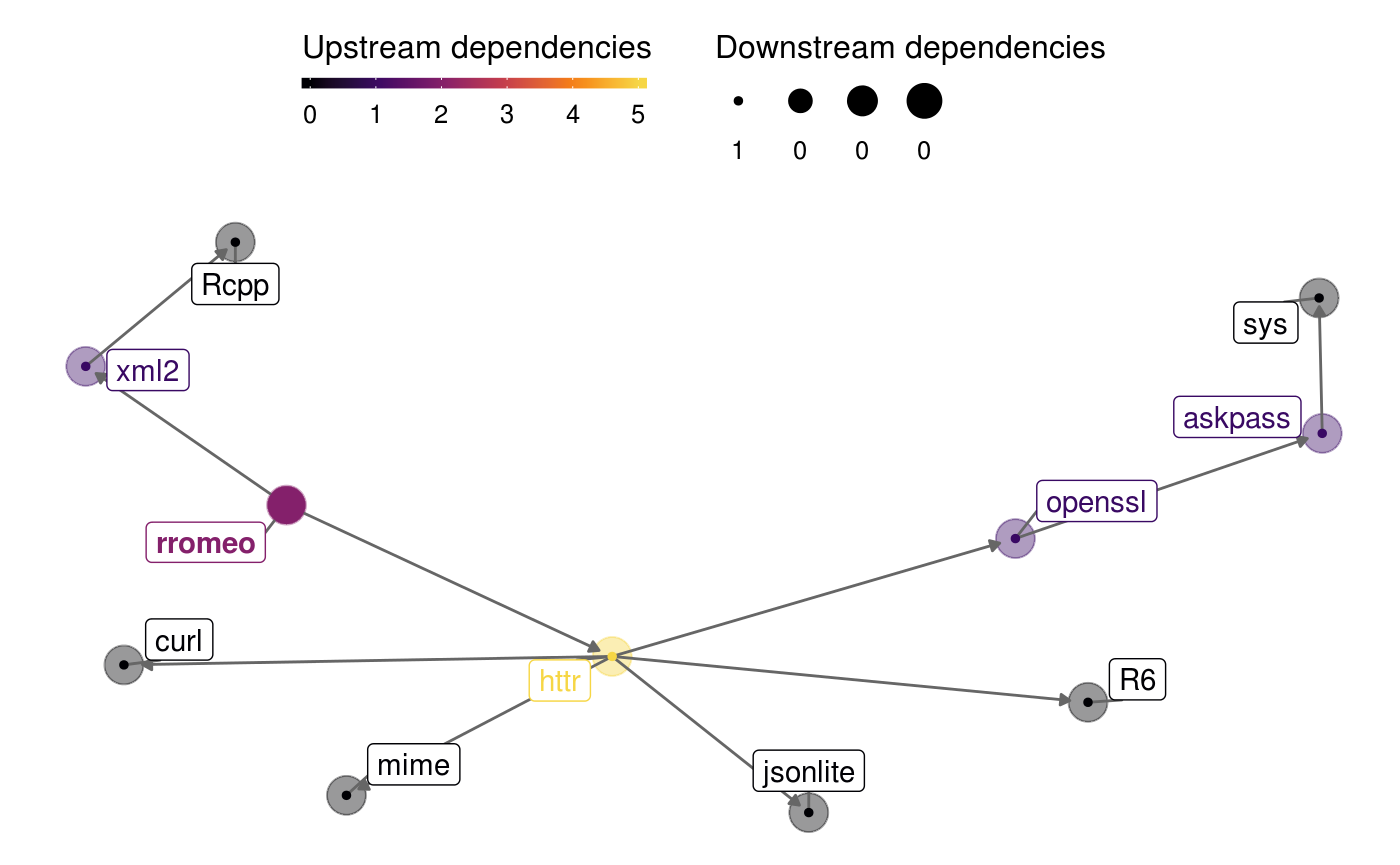 Upstream dependencies
0 1 2 3 4 5
Downstream dependencies
1 0 0 0
Rcpp
sys
xml2
askpass
openssl
rromeo
curl
httr
R6
mime
jsonlite